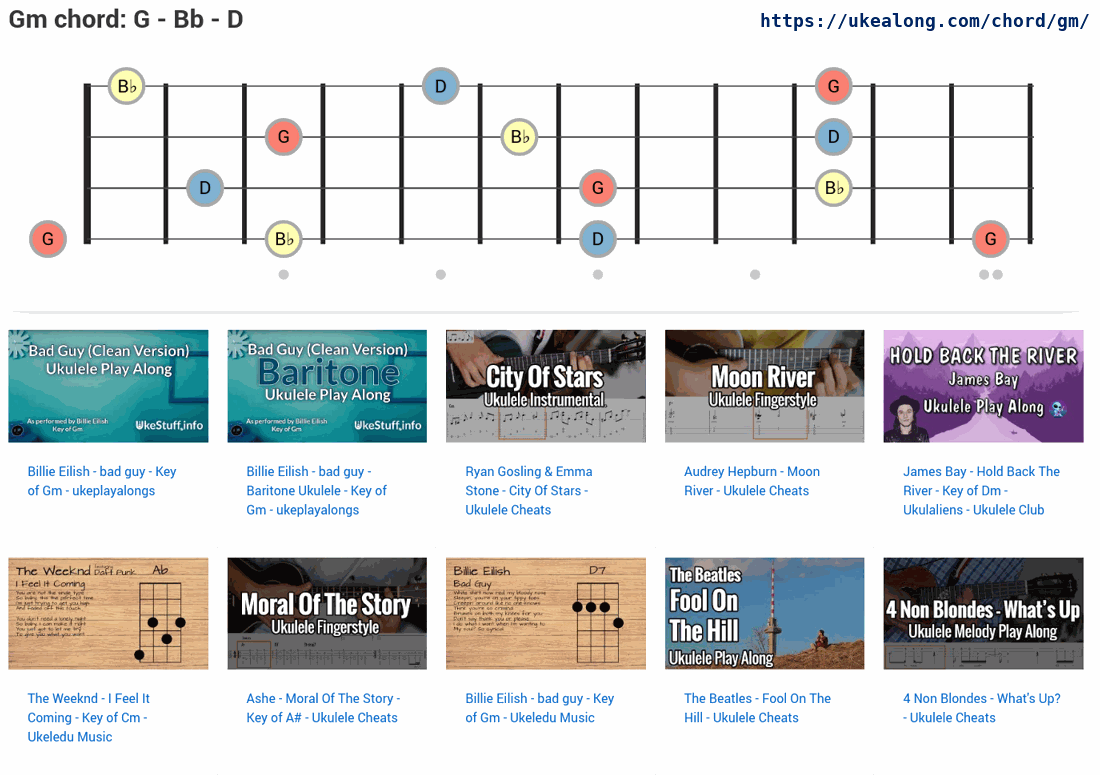 Gm chord: G - Bb - D
https://ukealong.com/chord/gm/
B♭ D G
G B♭ D
D G B♭
G B♭ D G
Bad Guy (Clean Version)
Ukulele Play Along
As performed by Billie Eilish
Key of Gm
UkeStuff.info
Billie Eilish - bad guy - Key
of Gm - ukeplayalongs
Bad Guy (Clean Version)
Baritone
Ukulele Play Along
As performed by Billie Eilish
Key of Gm
UkeStuff.info
Billie Eilish - bad guy -
Baritone Ukulele - Key of
Gm - ukeplayalongs
City Of Stars
Ukulele Instrumental
Ryan Gosling & Emma
Stone - City Of Stars -
Ukulele Cheats
Moon River
Ukulele Fingerstyle
Audrey Hepburn - Moon
River - Ukulele Cheats
HOLD BACK THE RIVER
James Bay
Ukulele Play Along
James Bay - Hold Back The
River - Key of Dm -
Ukulaliens - Ukulele Club
The Weeknd Daft Punk
Ab
I Feel It Coming
The Weeknd - I Feel It
Coming - Key of Cm -
Ukeledu Music
Moral Of The Story
Ukulele Fingerstyle
Ashe - Moral Of The Story -
Key of A# - Ukulele Cheats
Billie Eilish
D7
Bad Guy
Billie Eilish - bad guy - Key
of Gm - Ukeledu Music
The Beatles
Fool On
The Hill
Ukulele Play Along
The Beatles - Fool On The
Hill - Ukulele Cheats
4 Non Blondes - What's Up
Ukulele Melody Play Along
4 Non Blondes - What's Up?
- Ukulele Cheats